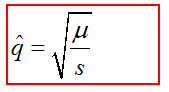 q̂ = √(μ/s)